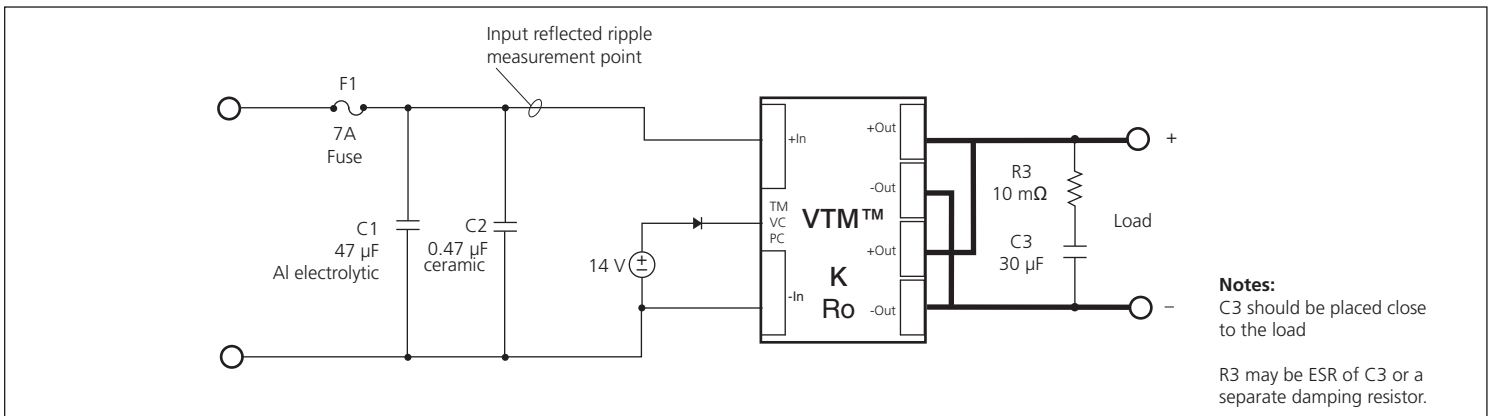 Input reflected ripple
measurement point
F1
7A
Fuse
C1
47 µF
Al electrolytic
C2
0.47 µF
ceramic
14 V
+In
TM
VC
PC
-In
VTM™
K
Ro
+Out
-Out
+Out
-Out
R3
10 mΩ
C3
30 µF
Load
+
–
Notes:
C3 should be placed close
to the load
R3 may be ESR of C3 or a
separate damping resistor.